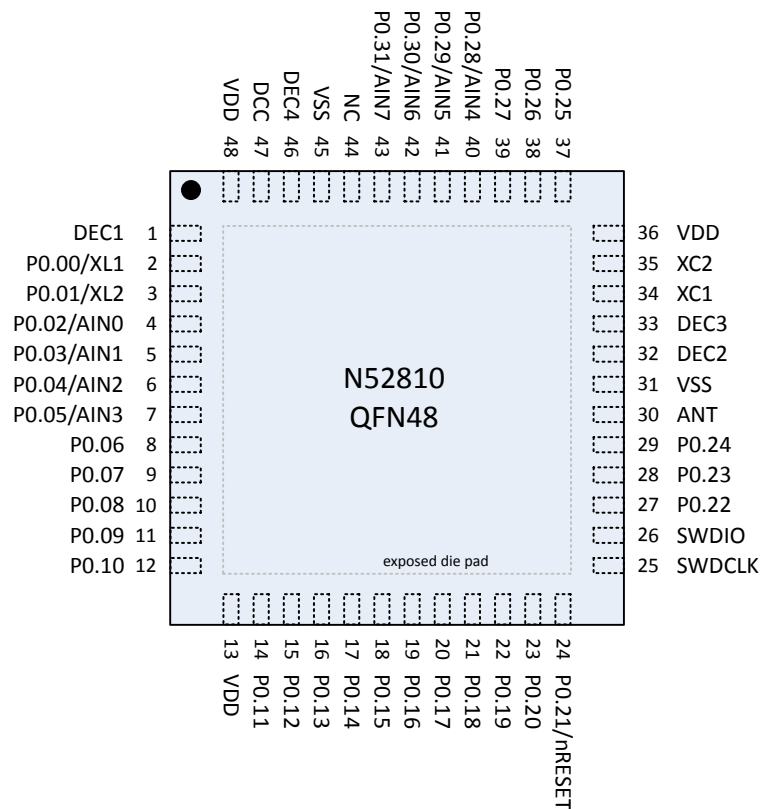 VDD 48
DCC 47
DEC4 46
VSS 45
NC 44
P0.31/AIN7 43
P0.30/AIN6 42
P0.29/AIN5 41
P0.28/AIN4 40
P0.27 39
P0.26 38
P0.25 37
DEC1 1
P0.00/XL1 2
P0.01/XL2 3
P0.02/AIN0 4
P0.03/AIN1 5
P0.04/AIN2 6
P0.05/AIN3 7
P0.06 8
P0.07 9
P0.08 10
P0.09 11
P0.10 12
N52810
QFN48
exposed die pad
36 VDD
35 XC2
34 XC1
33 DEC3
32 DEC2
31 VSS
30 ANT
29 P0.24
28 P0.23
27 P0.22
26 SWDIO
25 SWDCLK
13 VDD
14 P0.11
15 P0.12
16 P0.13
17 P0.14
18 P0.15
19 P0.16
20 P0.17
21 P0.18
22 P0.19
23 P0.20
24 P0.21/nRESET